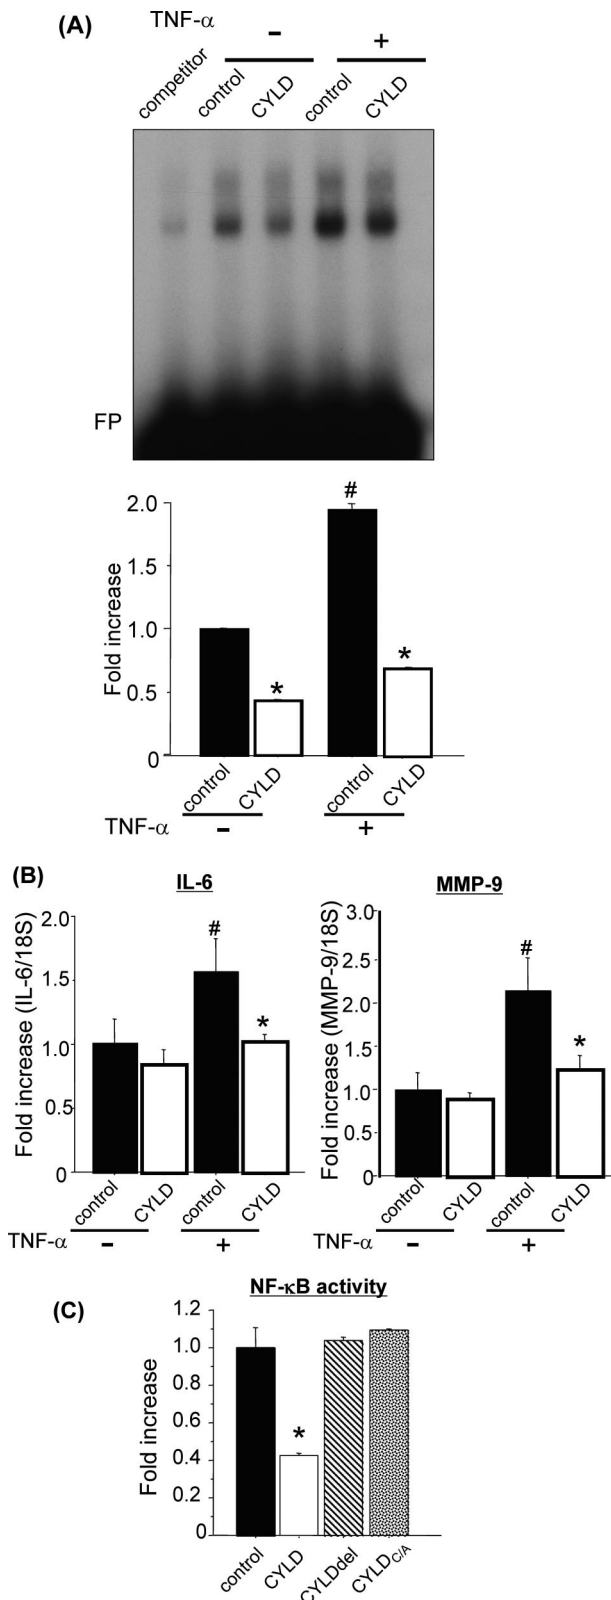 (A)
TNF-α
- +
competitor control CYLD control CYLD
FP
#
2.0
1.5
1.0
0.5
0
Fold increase
*
*
control CYLD control CYLD
TNF-α - +
(B)
IL-6
2.0
1.5
1.0
0.5
0
Fold increase (IL-6/18S)
#
*
control CYLD control CYLD
TNF-α - +
MMP-9
3.0
2.5
2.0
1.5
1.0
0.5
0
Fold increase (MMP-9/18S)
#
*
control CYLD control CYLD
TNF-α - +
(C)
NF-κB activity
1.2
1.0
0.8
0.6
0.4
0.2
0
Fold increase
*
control CYLD CYLDdel CYLDC/A